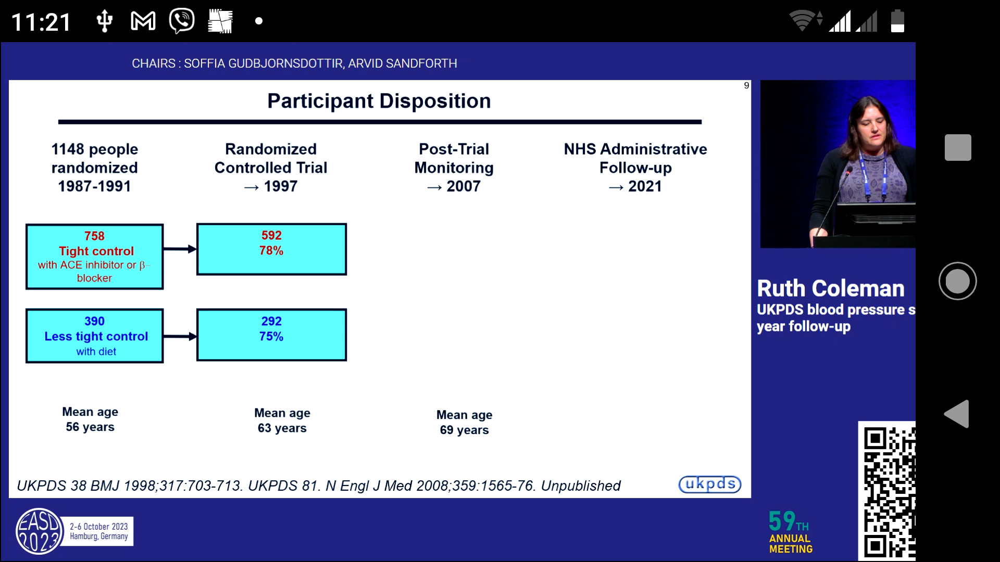 11:21
CHAIRS : SOFFIA GUDBJORNSDOTTIR, ARVID SANDFORTH
9
Participant Disposition
1148 people
randomized
1987-1991
Randomized
Controlled Trial
→ 1997
Post-Trial
Monitoring
→ 2007
NHS Administrative
Follow-up
→ 2021
758
Tight control
with ACE inhibitor or β–
blocker
592
78%
390
Less tight control
with diet
292
75%
Mean age
56 years
Mean age
63 years
Mean age
69 years
UKPDS 38 BMJ 1998;317:703-713. UKPDS 81. N Engl J Med 2008;359:1565-76. Unpublished
ukpds
Ruth Coleman
UKPDS blood pressure s
year follow-up
EASD
2023
2-6 October 2023
Hamburg, Germany
59TH
ANNUAL
MEETING